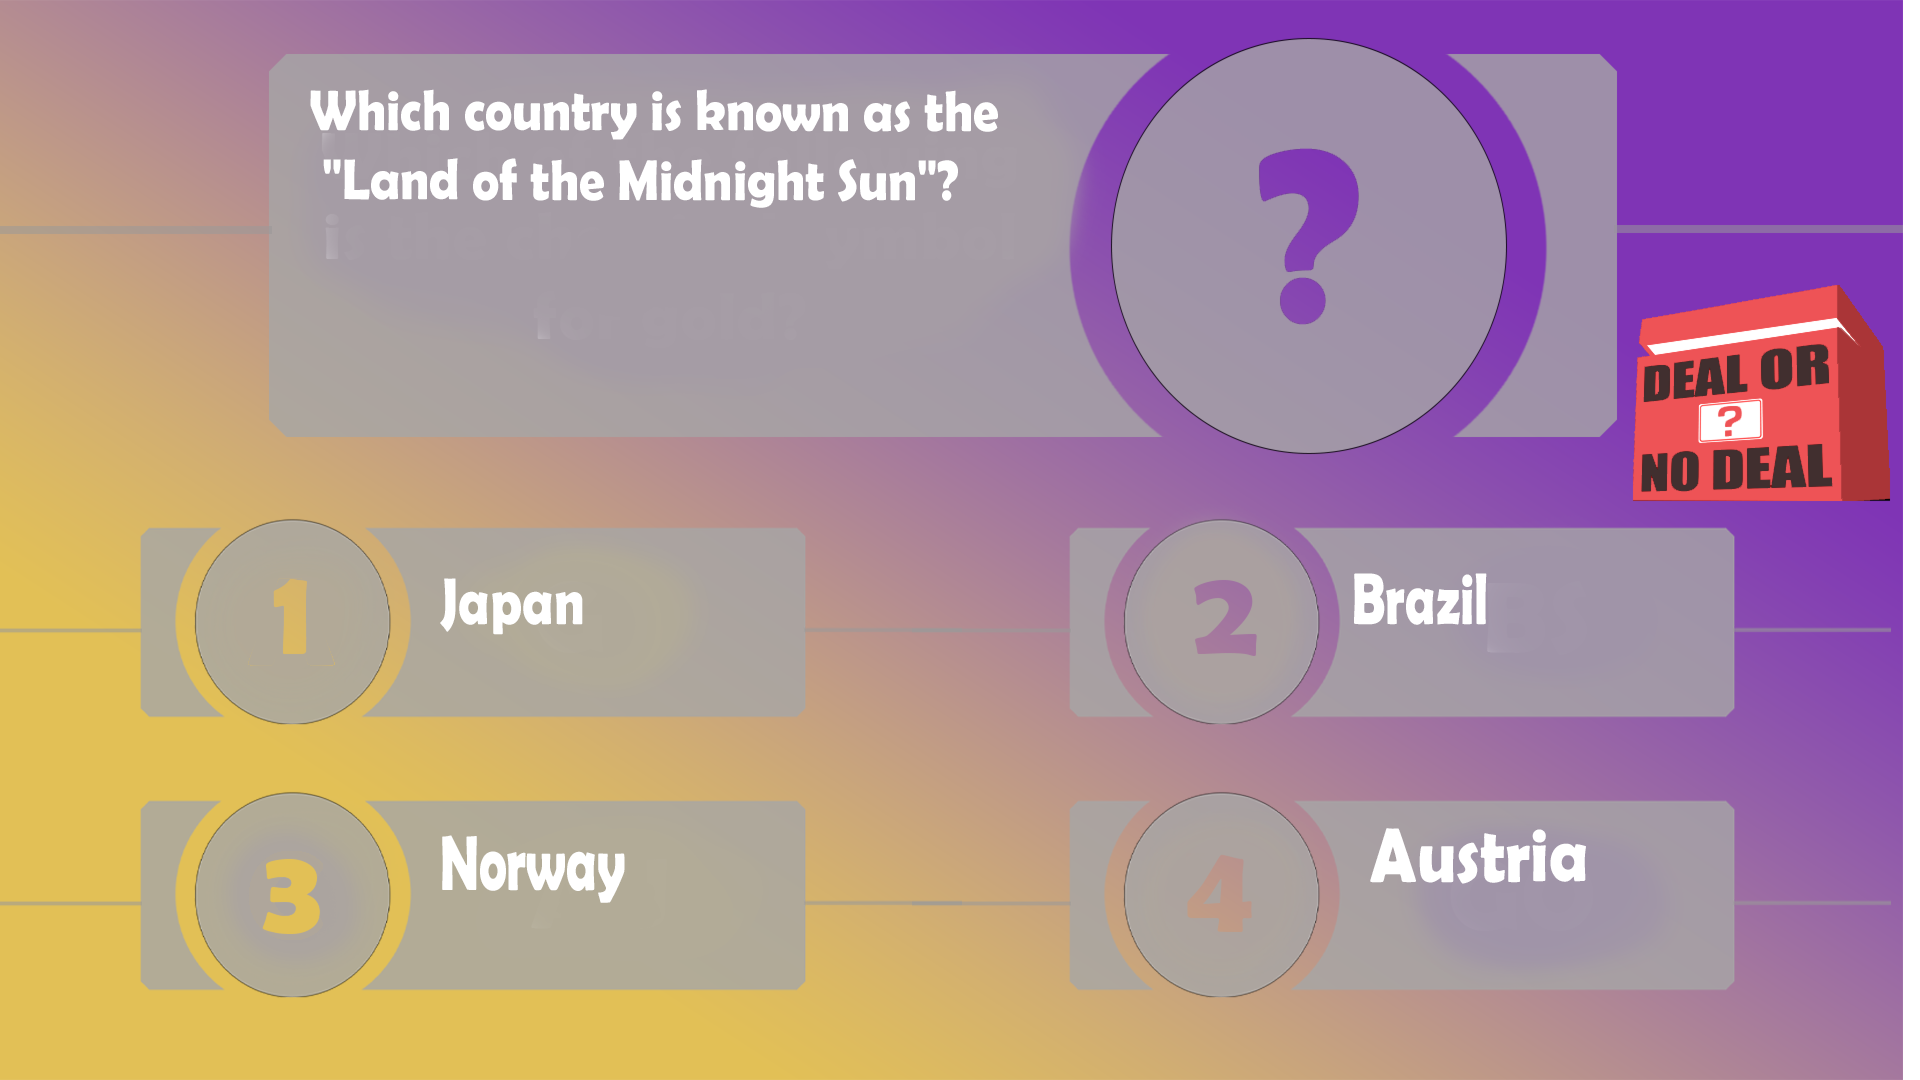 Which country is known as the
"Land of the Midnight Sun"?
?
DEAL OR
?
NO DEAL
1
Japan
2
Brazil
3
Norway
4
Austria